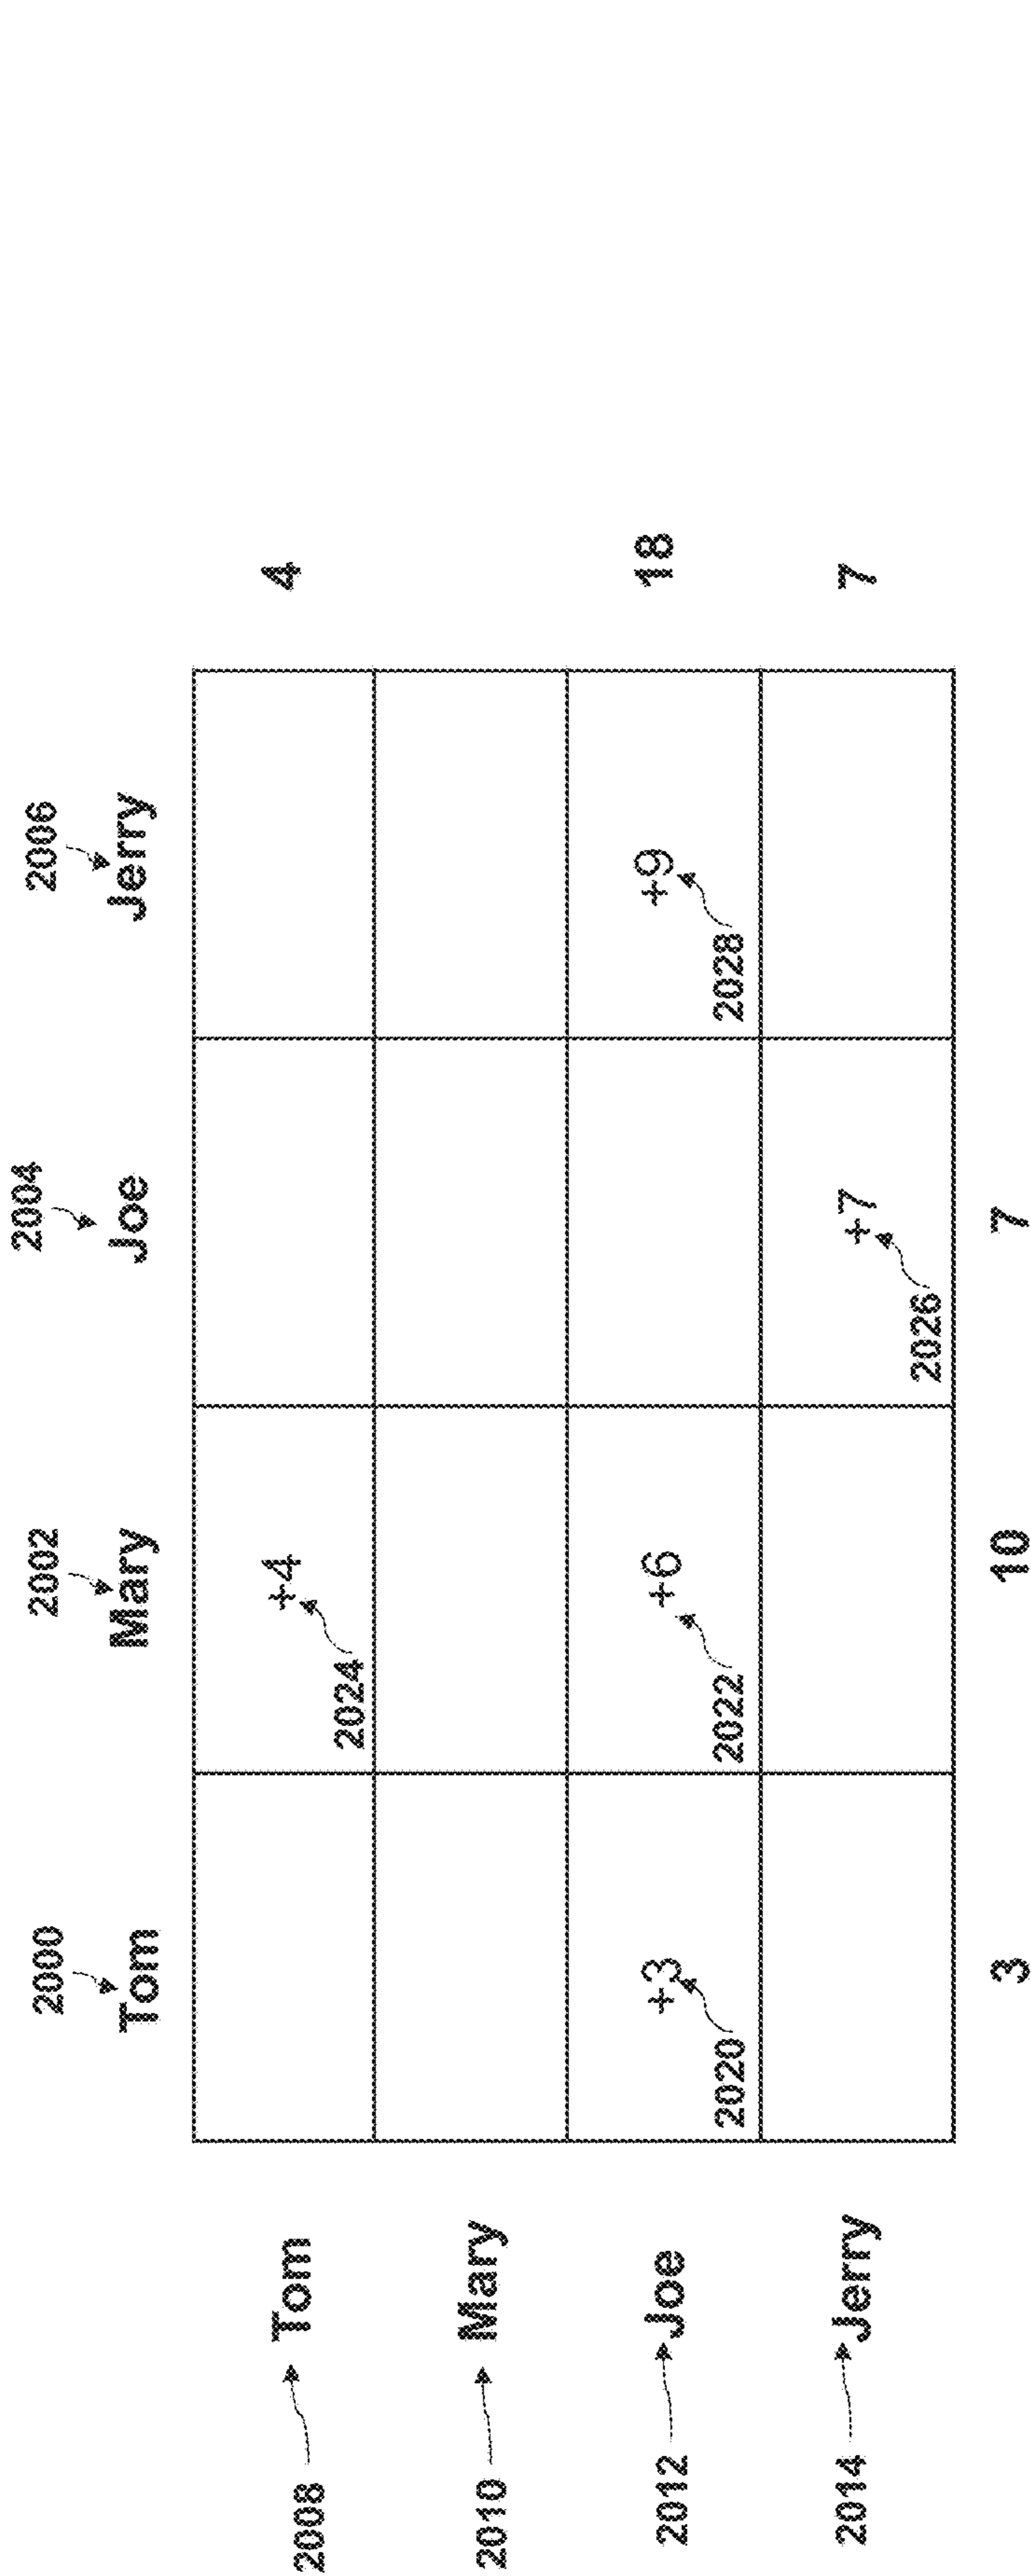 2000 2002 2004 2006
Tom Mary Joe Jerry
2008 Tom +4 4
2024
2010 Mary
2012 Joe +3 +6 +9 18
2020 2022 2028
2014 Jerry +7 7
2026
3 10 7